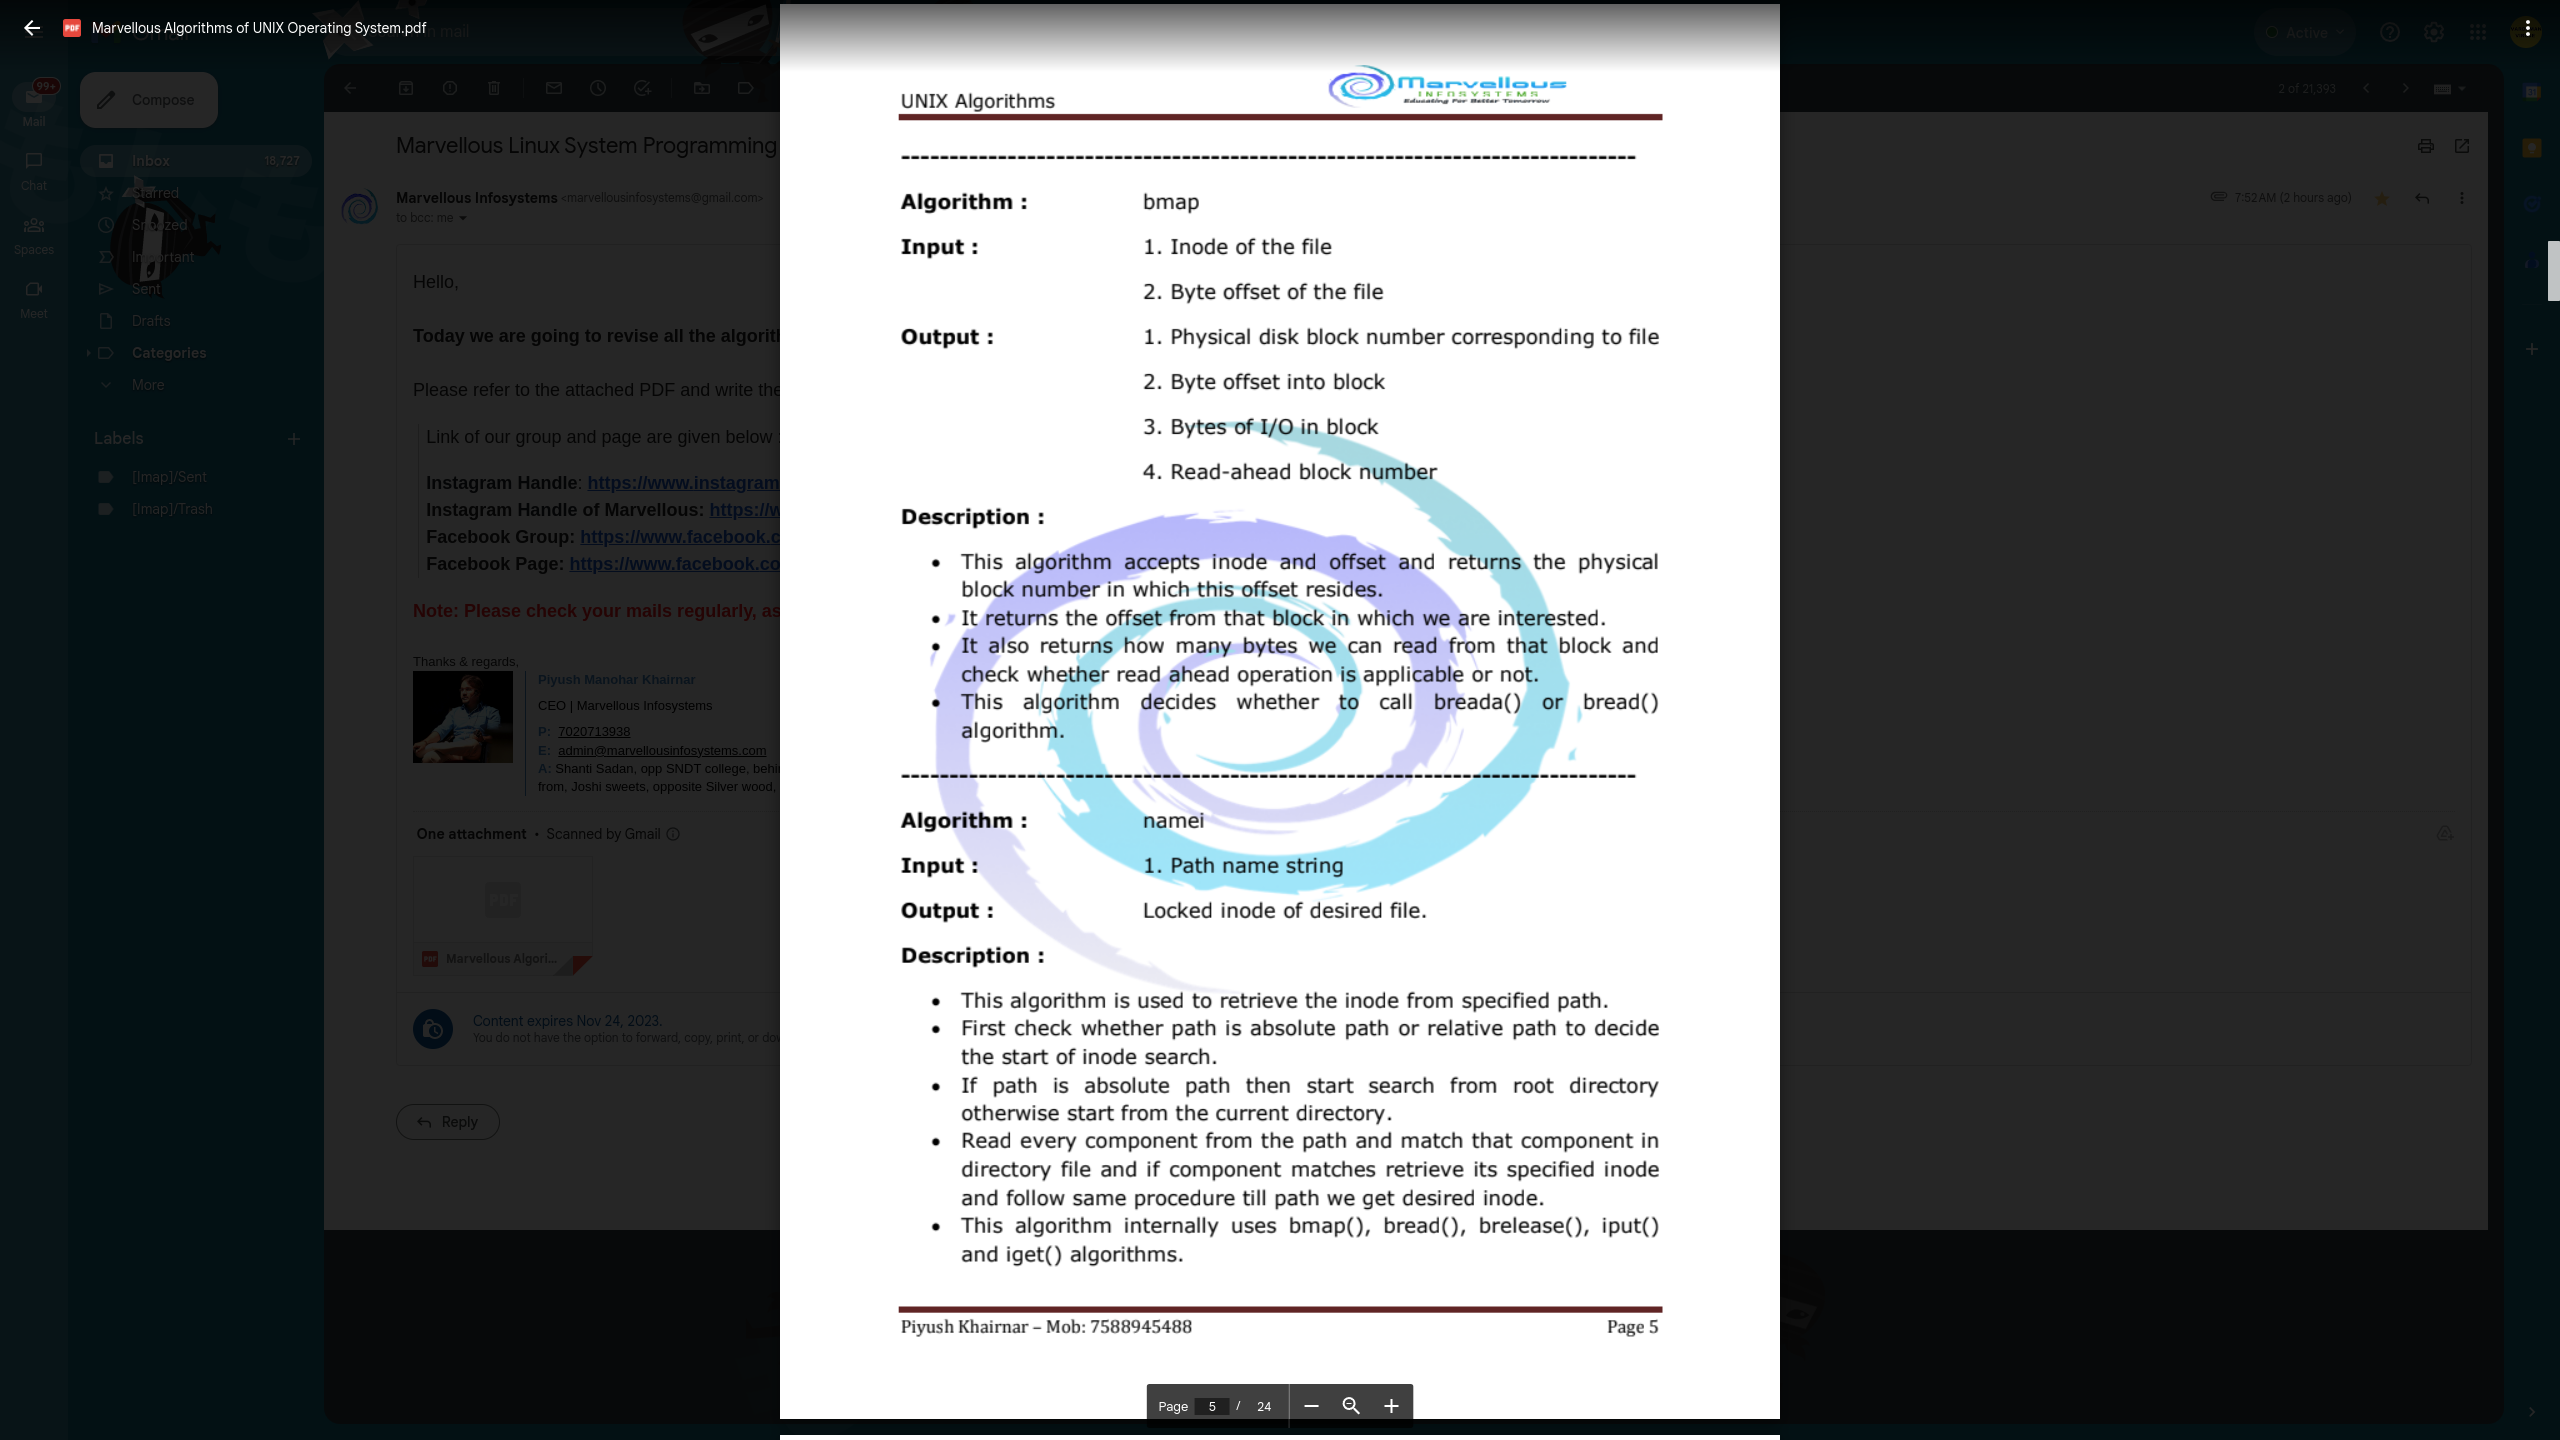 Marvellous Algorithms of UNIX Operating System.pdf
in mail
Active
99+
Mail
Chat
Spaces
Meet
Compose
Inbox 18,727
Starred
Snoozed
Important
Sent
Drafts
Categories
More
Labels
[Imap]/Sent
[Imap]/Trash
2 of 21,393
Marvellous Linux System Programming
Marvellous Infosystems <marvellousinfosystems@gmail.com>
to bcc: me
7:52 AM (2 hours ago)
Hello,
Today we are going to revise all the algorith
Please refer to the attached PDF and write the
Link of our group and page are given below :
Instagram Handle: https://www.instagram
Instagram Handle of Marvellous: https://w
Facebook Group: https://www.facebook.c
Facebook Page: https://www.facebook.co
Note: Please check your mails regularly, as
Thanks & regards,
Piyush Manohar Khairnar
CEO | Marvellous Infosystems
P: 7020713938
E: admin@marvellousinfosystems.com
A: Shanti Sadan, opp SNDT college, behi
from, Joshi sweets, opposite Silver wood,
One attachment • Scanned by Gmail
PDF
PDF Marvellous Algori...
Content expires Nov 24, 2023.
You do not have the option to forward, copy, print, or dow
Reply
UNIX Algorithms
Marvellous
INFOSYSTEMS
Educating For Better Tomorrow
Algorithm : bmap
Input : 1. Inode of the file
2. Byte offset of the file
Output : 1. Physical disk block number corresponding to file
2. Byte offset into block
3. Bytes of I/O in block
4. Read-ahead block number
Description :
• This algorithm accepts inode and offset and returns the physical
block number in which this offset resides.
• It returns the offset from that block in which we are interested.
• It also returns how many bytes we can read from that block and
check whether read ahead operation is applicable or not.
• This algorithm decides whether to call breada() or bread()
algorithm.
Algorithm : namei
Input : 1. Path name string
Output : Locked inode of desired file.
Description :
• This algorithm is used to retrieve the inode from specified path.
• First check whether path is absolute path or relative path to decide
the start of inode search.
• If path is absolute path then start search from root directory
otherwise start from the current directory.
• Read every component from the path and match that component in
directory file and if component matches retrieve its specified inode
and follow same procedure till path we get desired inode.
• This algorithm internally uses bmap(), bread(), brelease(), iput()
and iget() algorithms.
Piyush Khairnar – Mob: 7588945488 Page 5
Page 5 / 24